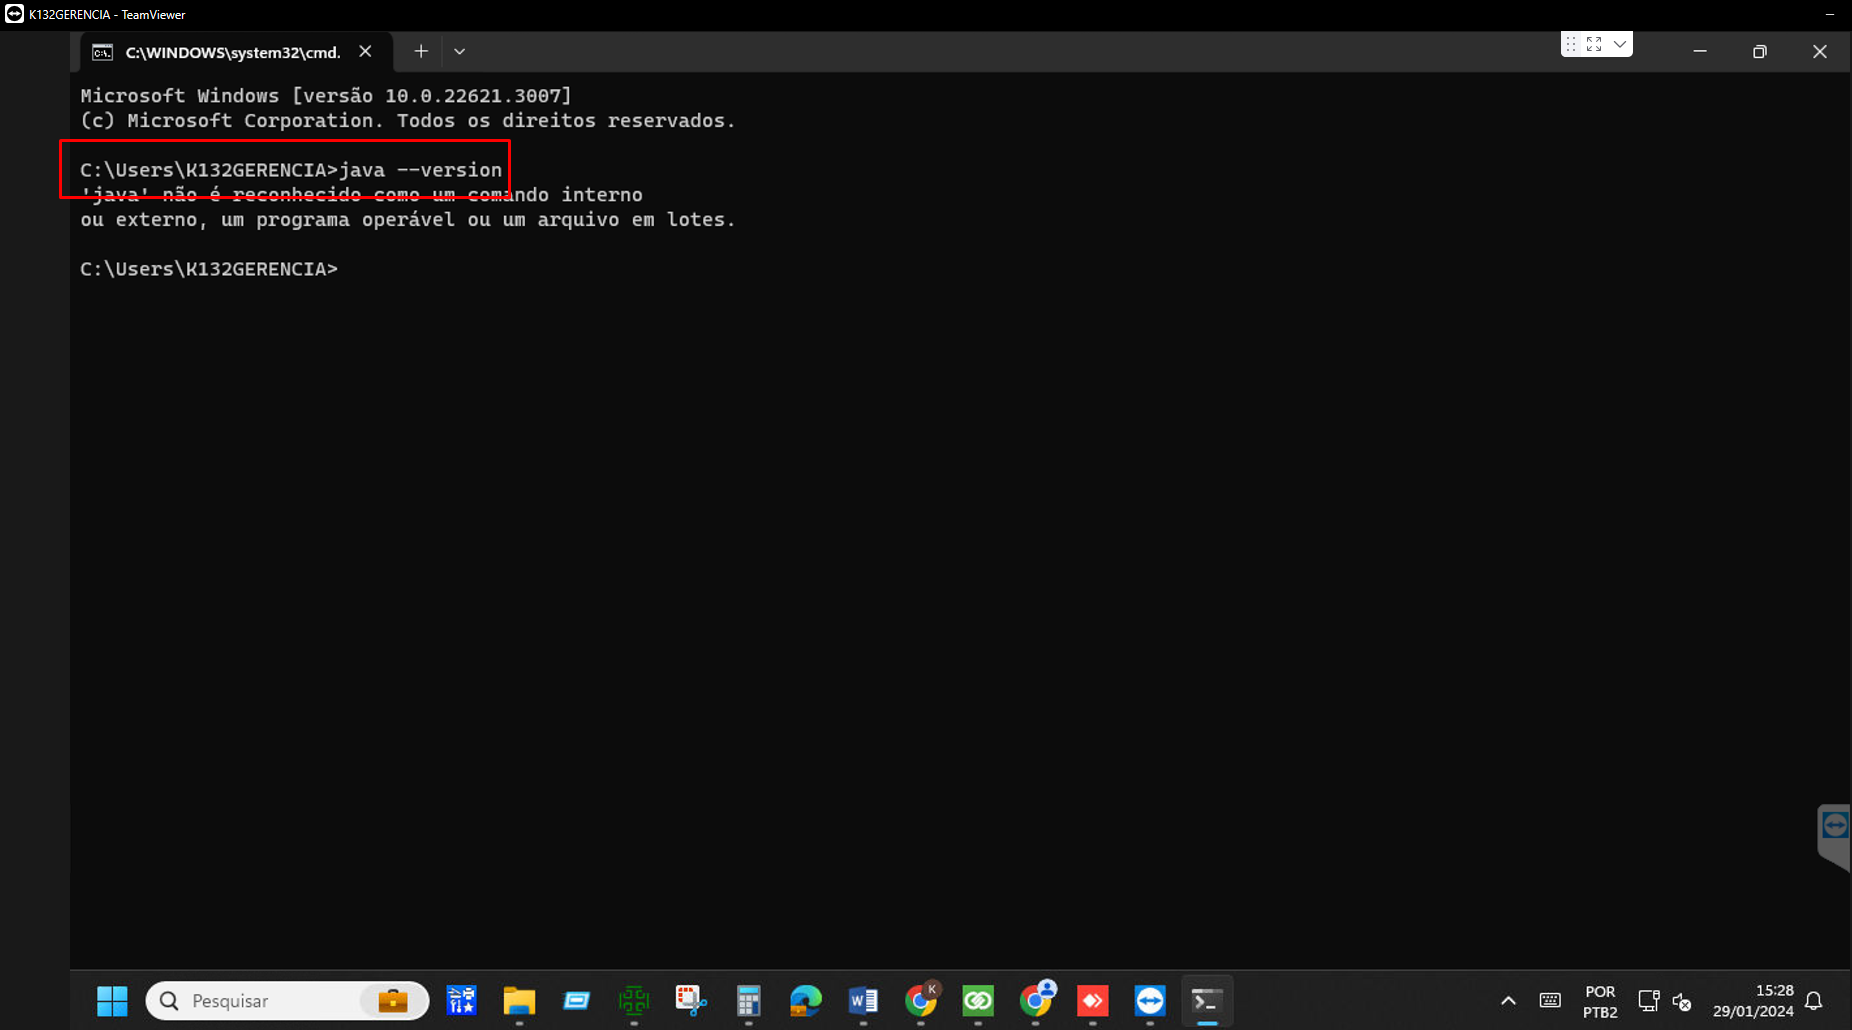 K132GERENCIA - TeamViewer
C:\WINDOWS\system32\cmd.
Microsoft Windows [versão 10.0.22621.3007]
(c) Microsoft Corporation. Todos os direitos reservados.
C:\Users\K132GERENCIA>java --version
'java' não é reconhecido como um comando interno
ou externo, um programa operável ou um arquivo em lotes.
C:\Users\K132GERENCIA>
Pesquisar
K
POR
PTB2
15:28
29/01/2024